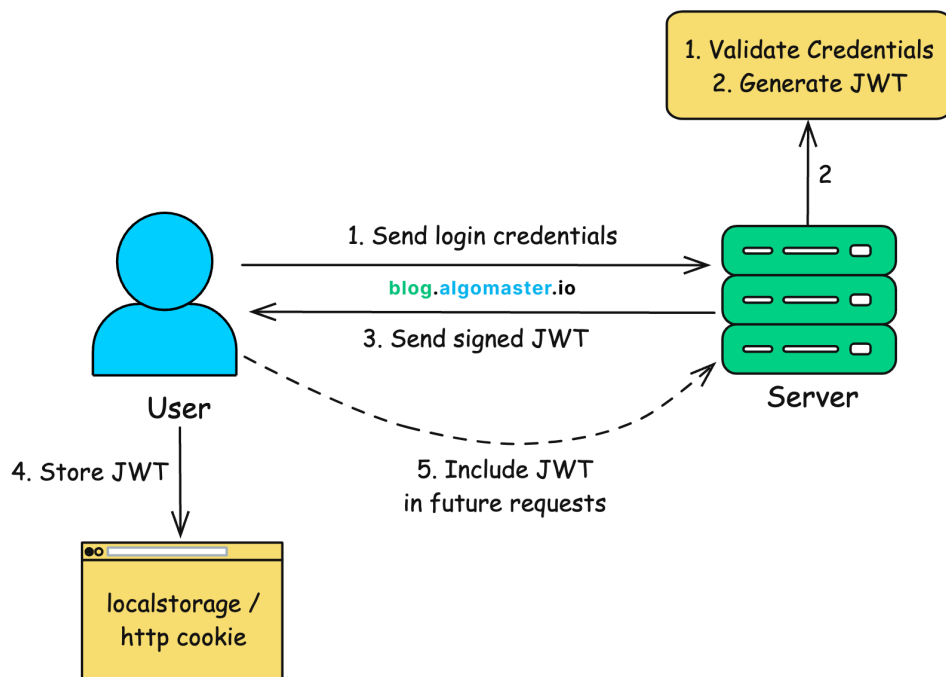 1. Validate Credentials
2. Generate JWT
2
1. Send login credentials
blog.algomaster.io
3. Send signed JWT
User
Server
4. Store JWT
5. Include JWT
in future requests
localstorage /
http cookie